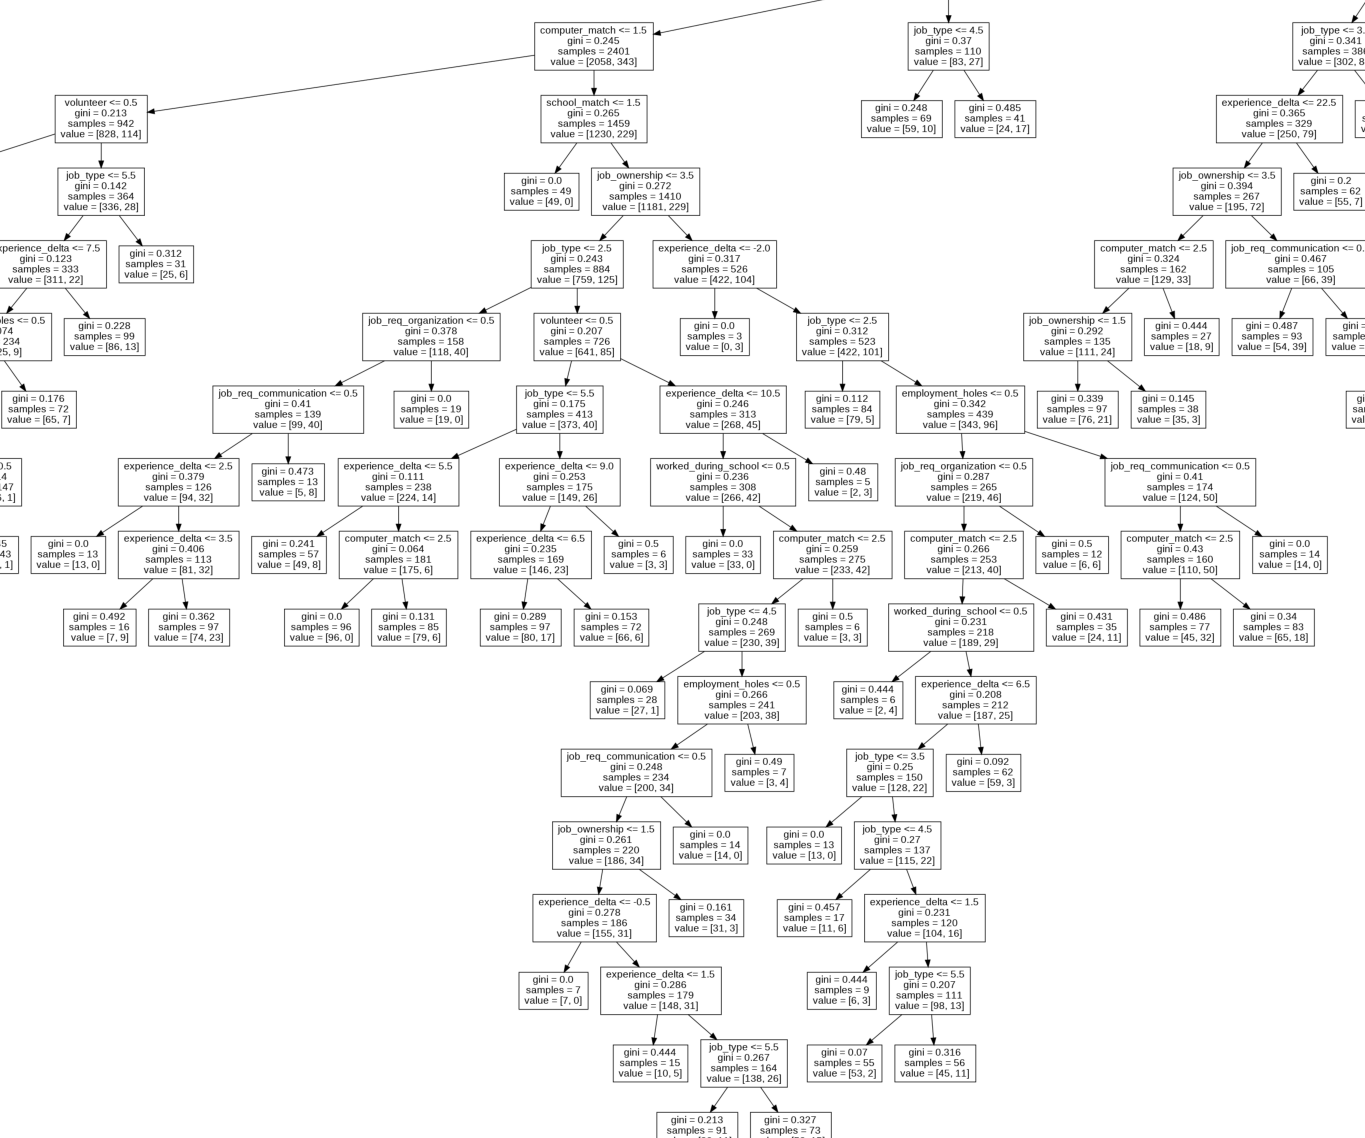 computer_match <= 1.5
gini = 0.245
samples = 2401
value = [2058, 343]
job_type <= 4.5
gini = 0.37
samples = 110
value = [83, 27]
job_type <= 3.
gini = 0.341
samples = 386
value = [302, 8
volunteer <= 0.5
gini = 0.213
samples = 942
value = [828, 114]
school_match <= 1.5
gini = 0.265
samples = 1459
value = [1230, 229]
gini = 0.248
samples = 69
value = [59, 10]
gini = 0.485
samples = 41
value = [24, 17]
experience_delta <= 22.5
gini = 0.365
samples = 329
value = [250, 79]
job_type <= 5.5
gini = 0.142
samples = 364
value = [336, 28]
gini = 0.0
samples = 49
value = [49, 0]
job_ownership <= 3.5
gini = 0.272
samples = 1410
value = [1181, 229]
job_ownership <= 3.5
gini = 0.394
samples = 267
value = [195, 72]
gini = 0.2
samples = 62
value = [55, 7]
xperience_delta <= 7.5
gini = 0.123
samples = 333
value = [311, 22]
gini = 0.312
samples = 31
value = [25, 6]
job_type <= 2.5
gini = 0.243
samples = 884
value = [759, 125]
experience_delta <= -2.0
gini = 0.317
samples = 526
value = [422, 104]
computer_match <= 2.5
gini = 0.324
samples = 162
value = [129, 33]
job_req_communication <= 0.
gini = 0.467
samples = 105
value = [66, 39]
les <= 0.5
074
234
25, 9]
gini = 0.228
samples = 99
value = [86, 13]
job_req_organization <= 0.5
gini = 0.378
samples = 158
value = [118, 40]
volunteer <= 0.5
gini = 0.207
samples = 726
value = [641, 85]
gini = 0.0
samples = 3
value = [0, 3]
job_type <= 2.5
gini = 0.312
samples = 523
value = [422, 101]
job_ownership <= 1.5
gini = 0.292
samples = 135
value = [111, 24]
gini = 0.444
samples = 27
value = [18, 9]
gini = 0.487
samples = 93
value = [54, 39]
gini =
samples
value =
gini = 0.176
samples = 72
value = [65, 7]
job_req_communication <= 0.5
gini = 0.41
samples = 139
value = [99, 40]
gini = 0.0
samples = 19
value = [19, 0]
job_type <= 5.5
gini = 0.175
samples = 413
value = [373, 40]
experience_delta <= 10.5
gini = 0.246
samples = 313
value = [268, 45]
gini = 0.112
samples = 84
value = [79, 5]
employment_holes <= 0.5
gini = 0.342
samples = 439
value = [343, 96]
gini = 0.339
samples = 97
value = [76, 21]
gini = 0.145
samples = 38
value = [35, 3]
gi
sam
value
0.5
4
147
6, 1]
experience_delta <= 2.5
gini = 0.379
samples = 126
value = [94, 32]
gini = 0.473
samples = 13
value = [5, 8]
experience_delta <= 5.5
gini = 0.111
samples = 238
value = [224, 14]
experience_delta <= 9.0
gini = 0.253
samples = 175
value = [149, 26]
worked_during_school <= 0.5
gini = 0.236
samples = 308
value = [266, 42]
gini = 0.48
samples = 5
value = [2, 3]
job_req_organization <= 0.5
gini = 0.287
samples = 265
value = [219, 46]
job_req_communication <= 0.5
gini = 0.41
samples = 174
value = [124, 50]
45
43
, 1]
gini = 0.0
samples = 13
value = [13, 0]
experience_delta <= 3.5
gini = 0.406
samples = 113
value = [81, 32]
gini = 0.241
samples = 57
value = [49, 8]
computer_match <= 2.5
gini = 0.064
samples = 181
value = [175, 6]
experience_delta <= 6.5
gini = 0.235
samples = 169
value = [146, 23]
gini = 0.5
samples = 6
value = [3, 3]
gini = 0.0
samples = 33
value = [33, 0]
computer_match <= 2.5
gini = 0.259
samples = 275
value = [233, 42]
computer_match <= 2.5
gini = 0.266
samples = 253
value = [213, 40]
gini = 0.5
samples = 12
value = [6, 6]
computer_match <= 2.5
gini = 0.43
samples = 160
value = [110, 50]
gini = 0.0
samples = 14
value = [14, 0]
gini = 0.492
samples = 16
value = [7, 9]
gini = 0.362
samples = 97
value = [74, 23]
gini = 0.0
samples = 96
value = [96, 0]
gini = 0.131
samples = 85
value = [79, 6]
gini = 0.289
samples = 97
value = [80, 17]
gini = 0.153
samples = 72
value = [66, 6]
job_type <= 4.5
gini = 0.248
samples = 269
value = [230, 39]
gini = 0.5
samples = 6
value = [3, 3]
worked_during_school <= 0.5
gini = 0.231
samples = 218
value = [189, 29]
gini = 0.431
samples = 35
value = [24, 11]
gini = 0.486
samples = 77
value = [45, 32]
gini = 0.34
samples = 83
value = [65, 18]
gini = 0.069
samples = 28
value = [27, 1]
employment_holes <= 0.5
gini = 0.266
samples = 241
value = [203, 38]
gini = 0.444
samples = 6
value = [2, 4]
experience_delta <= 6.5
gini = 0.208
samples = 212
value = [187, 25]
job_req_communication <= 0.5
gini = 0.248
samples = 234
value = [200, 34]
gini = 0.49
samples = 7
value = [3, 4]
job_type <= 3.5
gini = 0.25
samples = 150
value = [128, 22]
gini = 0.092
samples = 62
value = [59, 3]
job_ownership <= 1.5
gini = 0.261
samples = 220
value = [186, 34]
gini = 0.0
samples = 14
value = [14, 0]
gini = 0.0
samples = 13
value = [13, 0]
job_type <= 4.5
gini = 0.27
samples = 137
value = [115, 22]
experience_delta <= -0.5
gini = 0.278
samples = 186
value = [155, 31]
gini = 0.161
samples = 34
value = [31, 3]
gini = 0.457
samples = 17
value = [11, 6]
experience_delta <= 1.5
gini = 0.231
samples = 120
value = [104, 16]
gini = 0.0
samples = 7
value = [7, 0]
experience_delta <= 1.5
gini = 0.286
samples = 179
value = [148, 31]
gini = 0.444
samples = 9
value = [6, 3]
job_type <= 5.5
gini = 0.207
samples = 111
value = [98, 13]
gini = 0.444
samples = 15
value = [10, 5]
job_type <= 5.5
gini = 0.267
samples = 164
value = [138, 26]
gini = 0.07
samples = 55
value = [53, 2]
gini = 0.316
samples = 56
value = [45, 11]
gini = 0.213
samples = 91
gini = 0.327
samples = 73